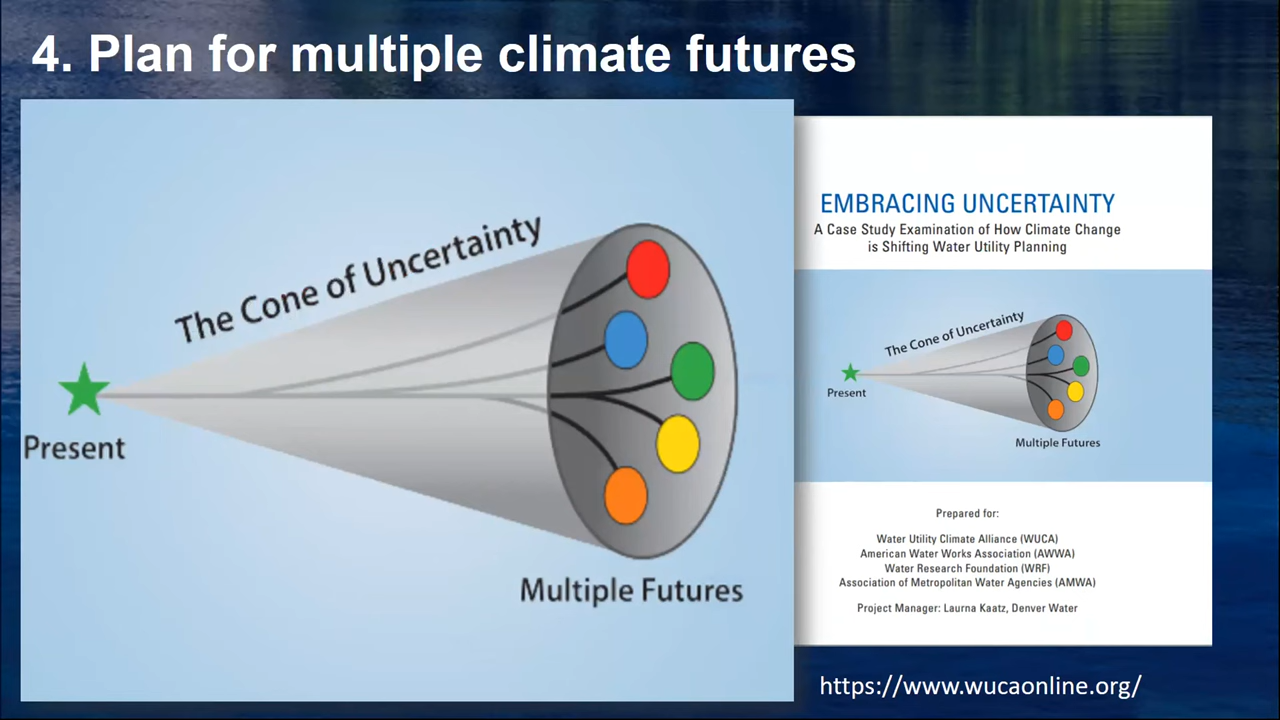 4. Plan for multiple climate futures
The Cone of Uncertainty
Present
Multiple Futures
EMBRACING UNCERTAINTY
A Case Study Examination of How Climate Change
is Shifting Water Utility Planning
The Cone of Uncertainty
Present
Multiple Futures
Prepared for:
Water Utility Climate Alliance (WUCA)
American Water Works Association (AWWA)
Water Research Foundation (WRF)
Association of Metropolitan Water Agencies (AMWA)
Project Manager: Laurna Kaatz, Denver Water
https://www.wucaonline.org/